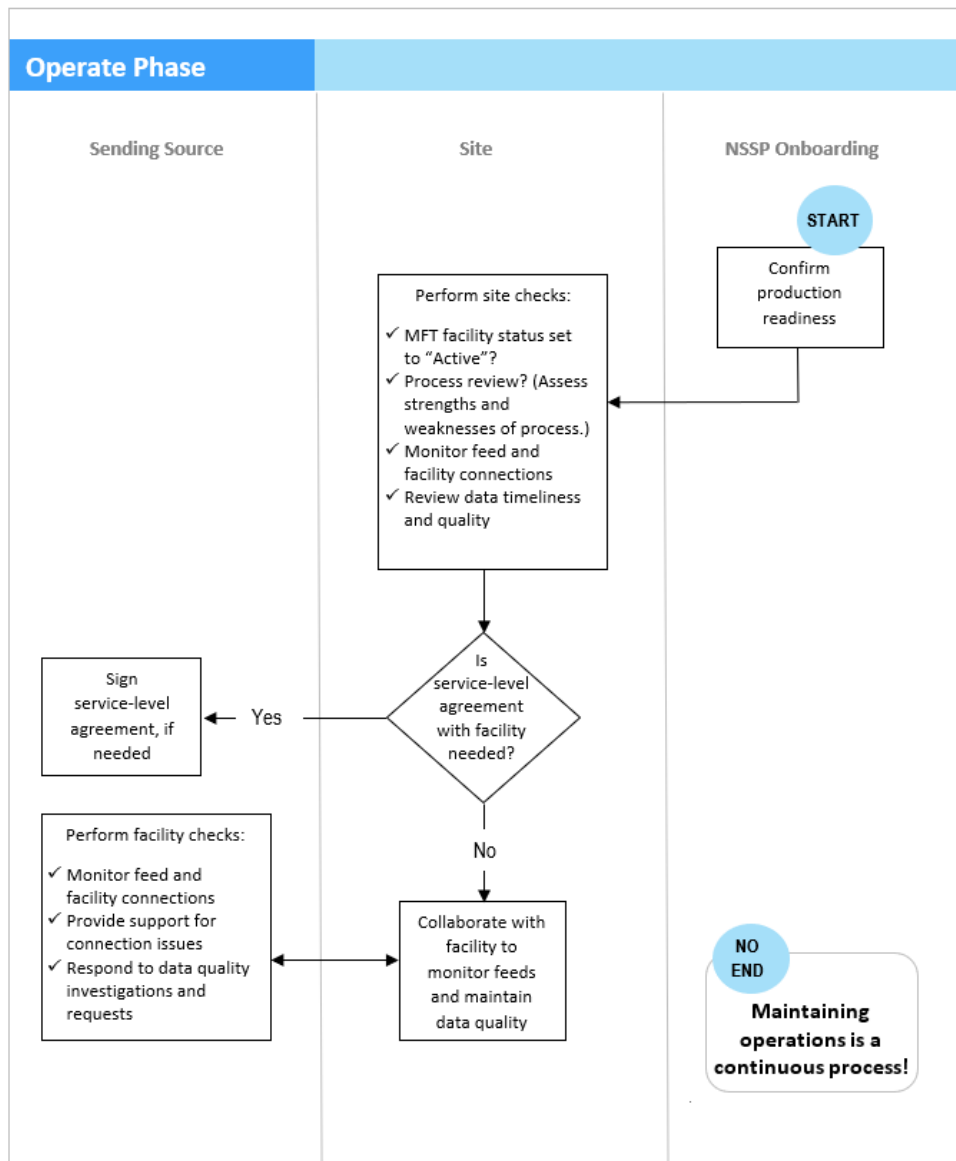 Operate Phase
Sending Source
Site
NSSP Onboarding
START
Confirm
production
readiness
Perform site checks:
✓ MFT facility status set
to “Active”?
✓ Process review? (Assess
strengths and
weaknesses of process.)
✓ Monitor feed and
facility connections
✓ Review data timeliness
and quality
Is
service-level
agreement
with facility
needed?
Yes
Sign
service-level
agreement, if
needed
No
Perform facility checks:
✓ Monitor feed and
facility connections
✓ Provide support for
connection issues
✓ Respond to data quality
investigations and
requests
Collaborate with
facility to
monitor feeds
and maintain
data quality
NO
END
Maintaining
operations is a
continuous process!